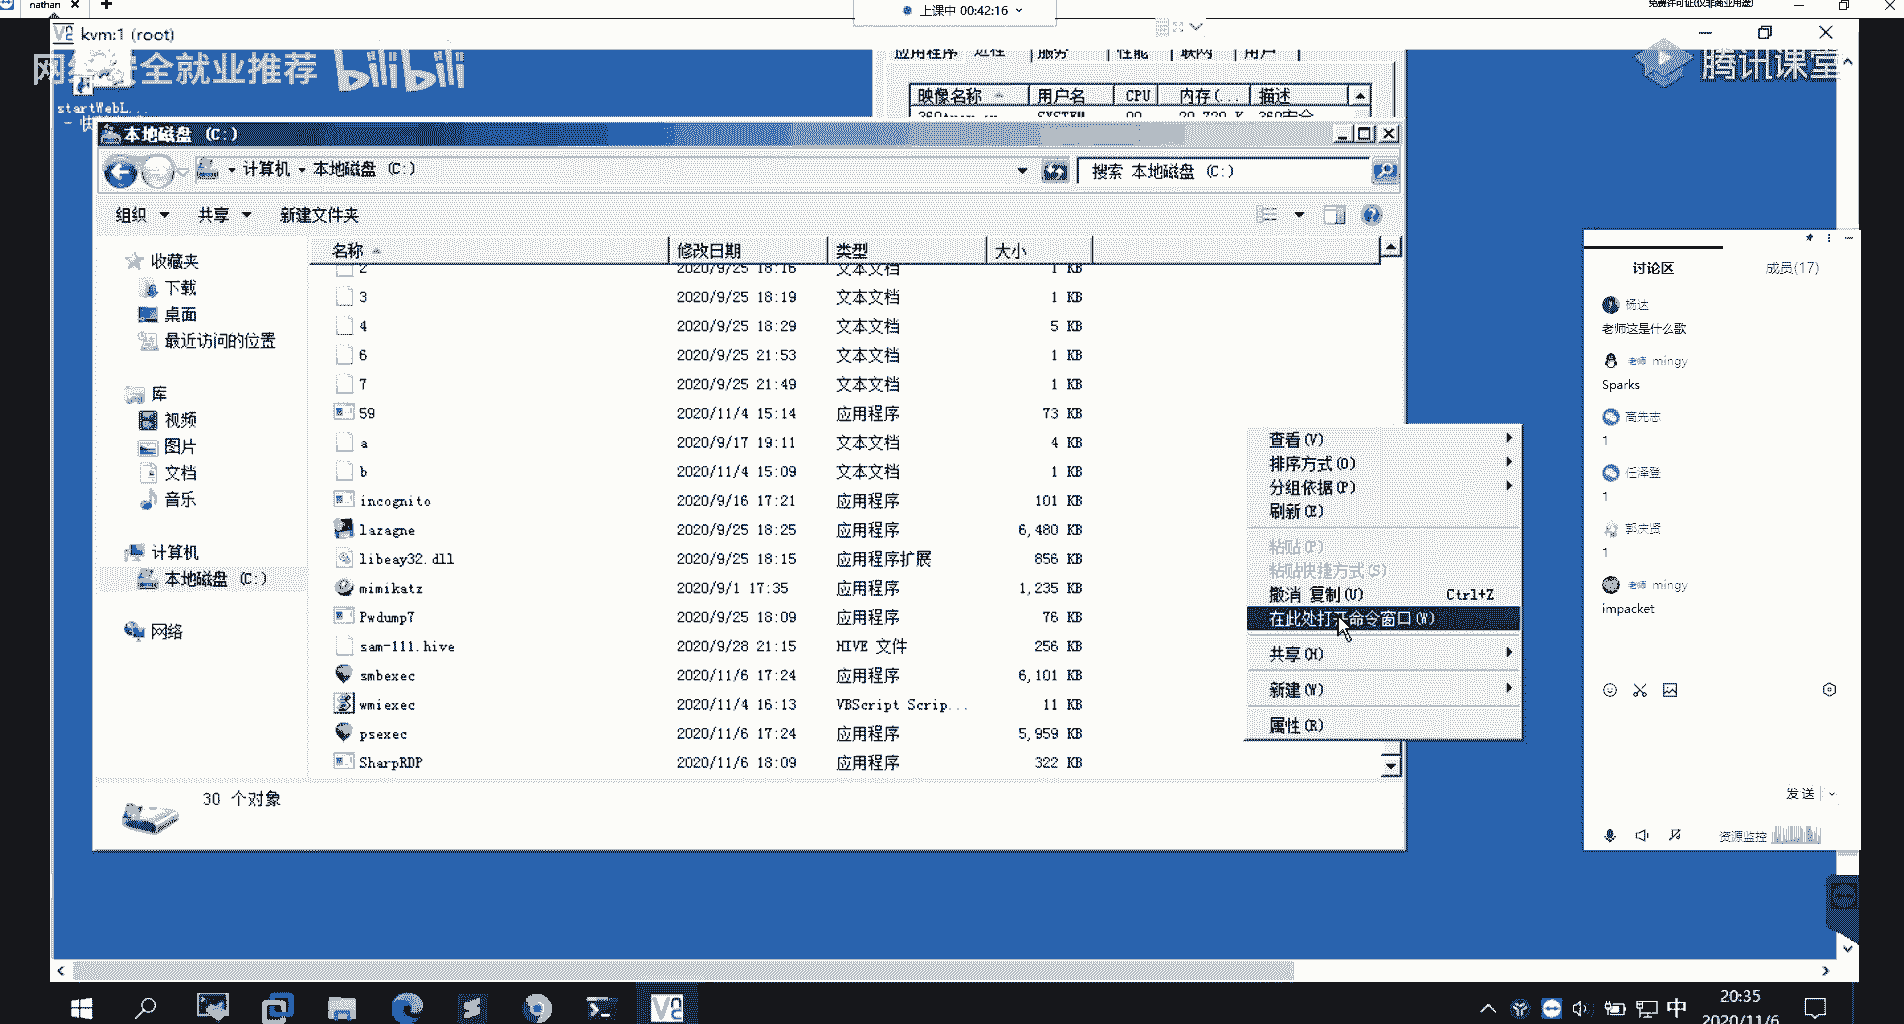 nathan
上课中 00:42:16
免费许可证(仅非商业用途)
kvm:1 (root)
全就业推荐
bilibili
腾讯课堂
startWebL...
应用程序 服务 性能 联网 用户
映像名称 用户名 CPU 内存(... 描述
本地磁盘 (C:)
计算机 本地磁盘 (C:)
搜索 本地磁盘 (C:)
组织 共享 新建文件夹
名称 修改日期 类型 大小
2 2020/9/25 18:16 文本文档 1 KB
3 2020/9/25 18:19 文本文档 1 KB
4 2020/9/25 18:29 文本文档 5 KB
6 2020/9/25 21:53 文本文档 1 KB
7 2020/9/25 21:49 文本文档 1 KB
59 2020/11/4 15:14 应用程序 73 KB
a 2020/9/17 19:11 文本文档 4 KB
b 2020/11/4 15:09 文本文档 1 KB
incognito 2020/9/16 17:21 应用程序 101 KB
lazagne 2020/9/25 18:25 应用程序 6,480 KB
libeay32.dll 2020/9/25 18:15 应用程序扩展 856 KB
mimikatz 2020/9/1 17:35 应用程序 1,235 KB
Pwdump7 2020/9/25 18:09 应用程序 76 KB
sam-111.hive 2020/9/28 21:15 HIVE 文件 256 KB
smbexec 2020/11/6 17:24 应用程序 6,101 KB
wmiexec 2020/11/4 16:13 VBScript Scrip... 11 KB
psexec 2020/11/6 17:24 应用程序 5,959 KB
SharpRDP 2020/11/6 18:09 应用程序 322 KB
收藏夹
下载
桌面
最近访问的位置
库
视频
图片
文档
音乐
计算机
本地磁盘 (C:)
网络
30 个对象
查看(V)
排序方式(O)
分组依据(P)
刷新(E)
粘贴(P)
粘贴快捷方式(S)
撤消 复制(U) Ctrl+Z
在此处打开命令窗口(W)
共享(H)
新建(W)
属性(R)
讨论区 成员(17)
杨达
老师这是什么歌
老师 mingy
Sparks
高先志
1
任泽登
1
郭志贤
1
老师 mingy
impacket
发送
资源监控
中
20:35
2020/11/6